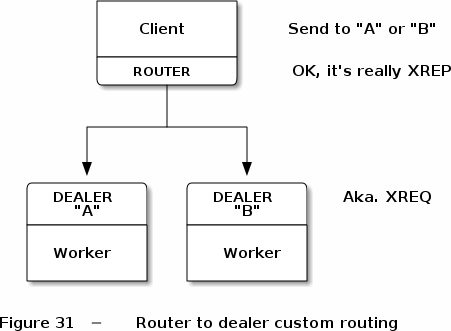 Client
Send to "A" or "B"
ROUTER
OK, it's really XREP
DEALER
"A"
DEALER
"B"
Aka. XREQ
Worker
Worker
Figure 31 – Router to dealer custom routing